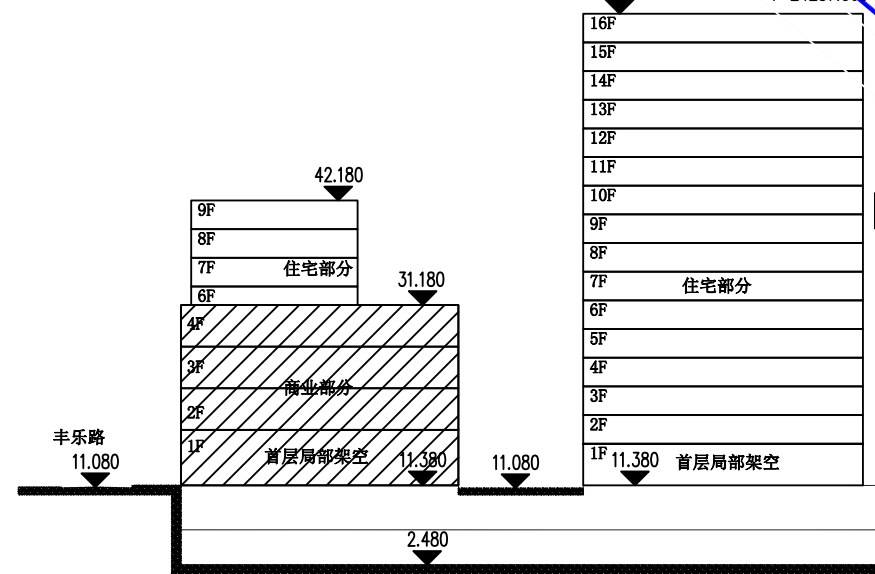 16F
15F
14F
13F
12F
11F
10F
9F
8F
7F
住宅部分
6F
5F
4F
3F
2F
1F
11.380
首层局部架空
42.180
9F
8F
7F
住宅部分
6F
31.180
4F
3F
商业部分
2F
1F
首层局部架空
11.380
丰乐路
11.080
11.080
2.480